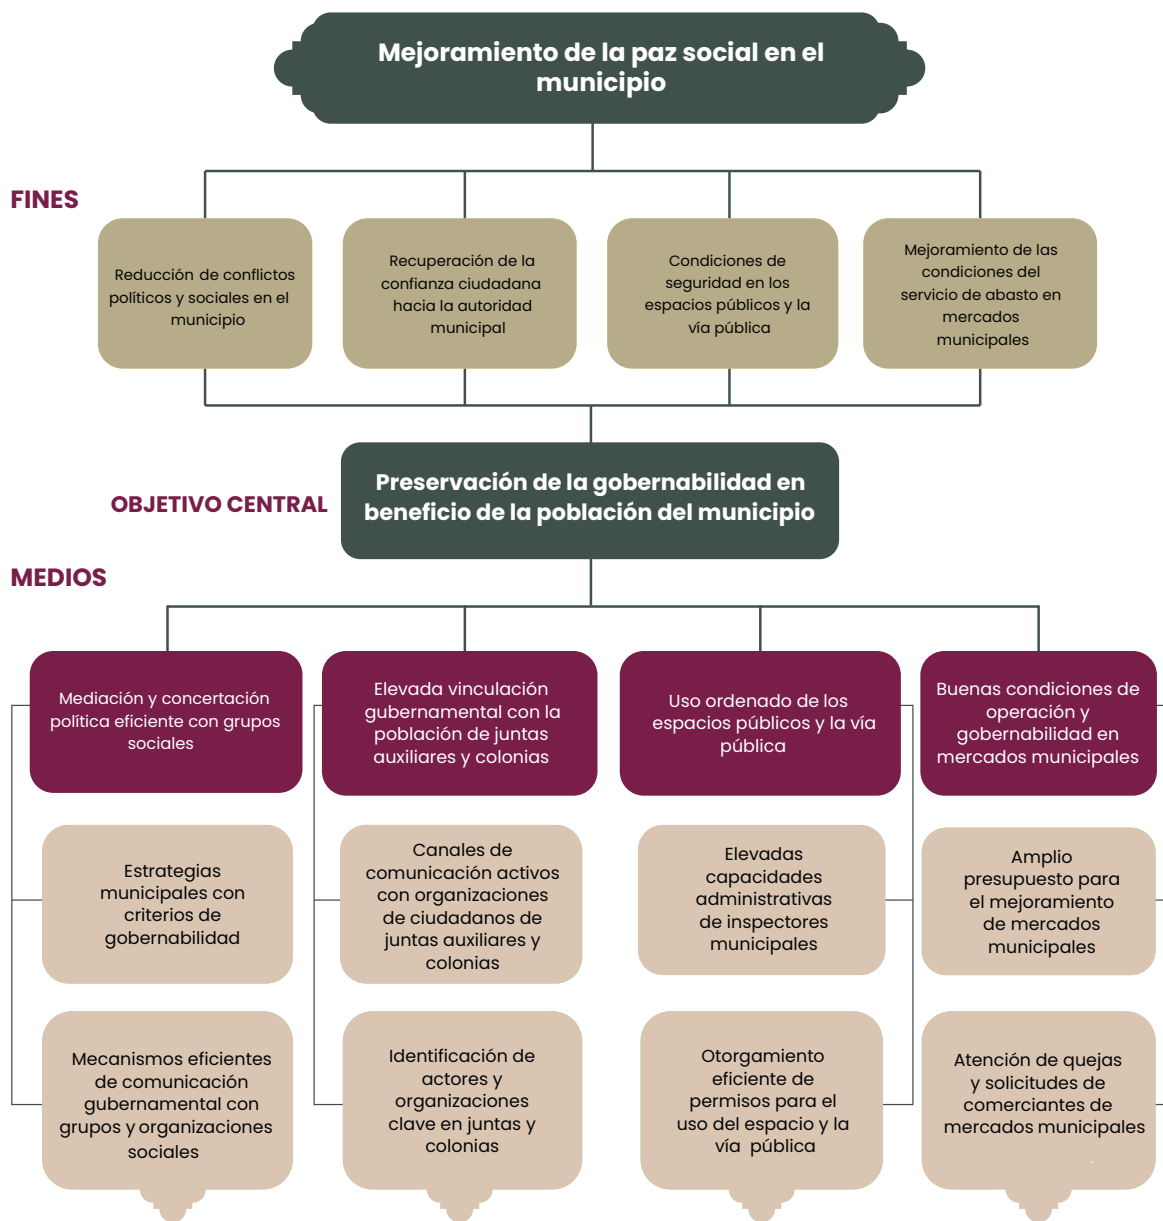 Mejoramiento de la paz social en el
municipio
FINES
Reducción de conflictos
políticos y sociales en el
municipio
Recuperación de la
confianza ciudadana
hacia la autoridad
municipal
Condiciones de
seguridad en los
espacios públicos y la
vía pública
Mejoramiento de las
condiciones del
servicio de abasto en
mercados
municipales
OBJETIVO CENTRAL
Preservación de la gobernabilidad en
beneficio de la población del municipio
MEDIOS
Mediación y concertación
política eficiente con grupos
sociales
Elevada vinculación
gubernamental con la
población de juntas
auxiliares y colonias
Uso ordenado de los
espacios públicos y la vía
pública
Buenas condiciones de
operación y
gobernabilidad en
mercados municipales
Estrategias
municipales con
criterios de
gobernabilidad
Canales de
comunicación activos
con organizaciones
de ciudadanos de
juntas auxiliares y
colonias
Elevadas
capacidades
administrativas
de inspectores
municipales
Amplio
presupuesto para
el mejoramiento
de mercados
municipales
Mecanismos eficientes
de comunicación
gubernamental con
grupos y organizaciones
sociales
Identificación de
actores y
organizaciones
clave en juntas y
colonias
Otorgamiento
eficiente de
permisos para el
uso del espacio y la
vía pública
Atención de quejas
y solicitudes de
comerciantes de
mercados municipales